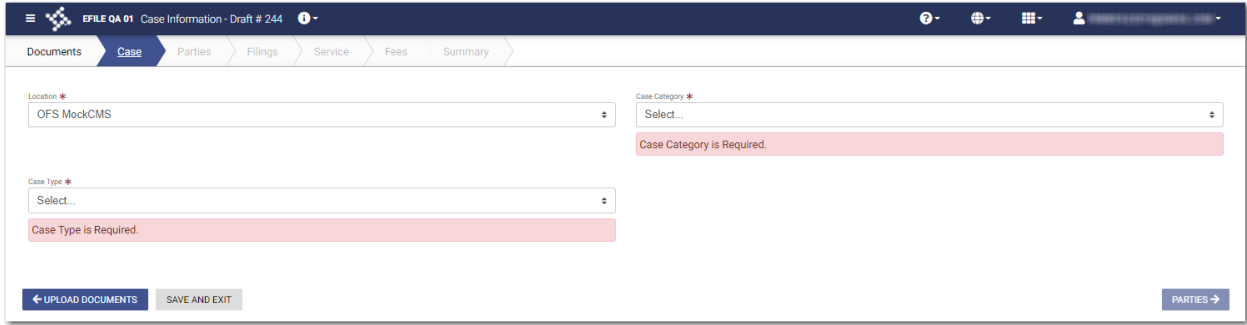 EFILE QA 01 Case Information - Draft # 244
Documents Case Parties Filings Service Fees Summary
Location * Case Category *
OFS MockCMS Select...
Case Category is Required.
Case Type *
Select...
Case Type is Required.
UPLOAD DOCUMENTS SAVE AND EXIT PARTIES